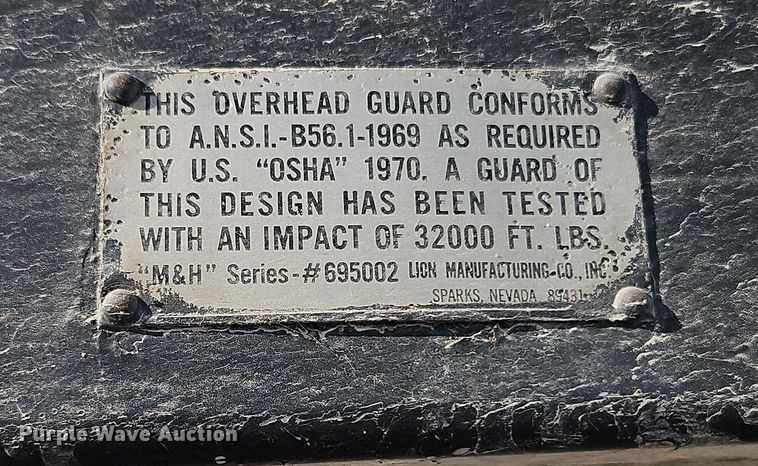 THIS OVERHEAD GUARD CONFORMS
TO A.N.S.I.-B56.1-1969 AS REQUIRED
BY U.S. "OSHA" 1970. A GUARD OF
THIS DESIGN HAS BEEN TESTED
WITH AN IMPACT OF 32000 FT. LBS.
"M&H" Series-#695002 LION MANUFACTURING-CO., INC
SPARKS, NEVADA 89431
Purple Wave Auction